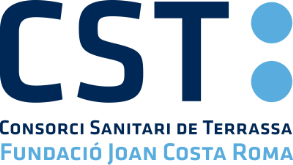 CST:
CONSORCI SANITARI DE TERRASSA
FUNDACIÓ JOAN COSTA ROMA